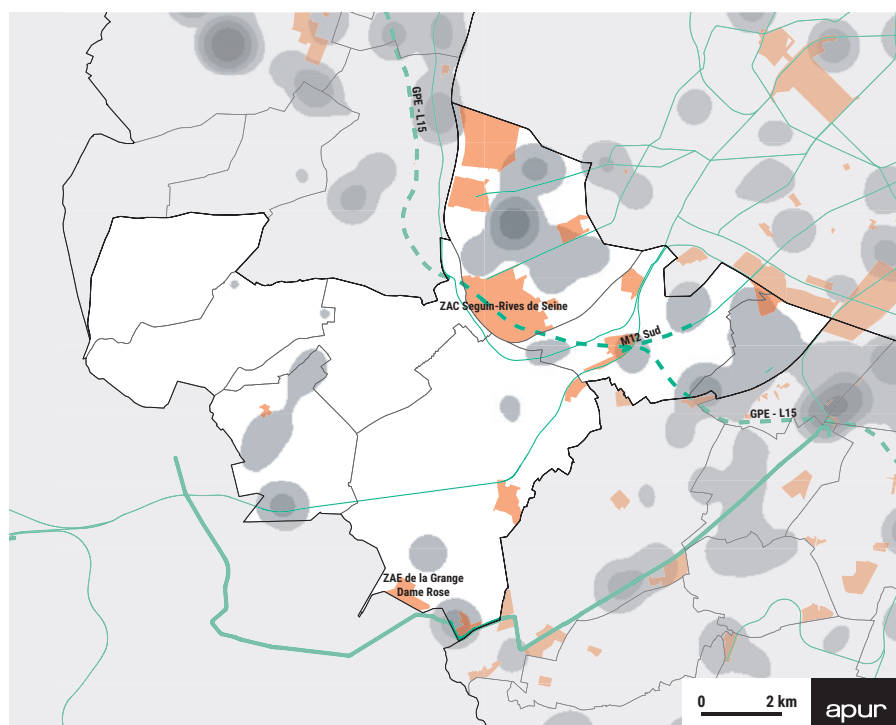 GPE - L15
ZAC Seguin-Rives de Seine
M12 Sud
GPE - L15
ZAE de la Grange
Dame Rose
0 2 km
apur